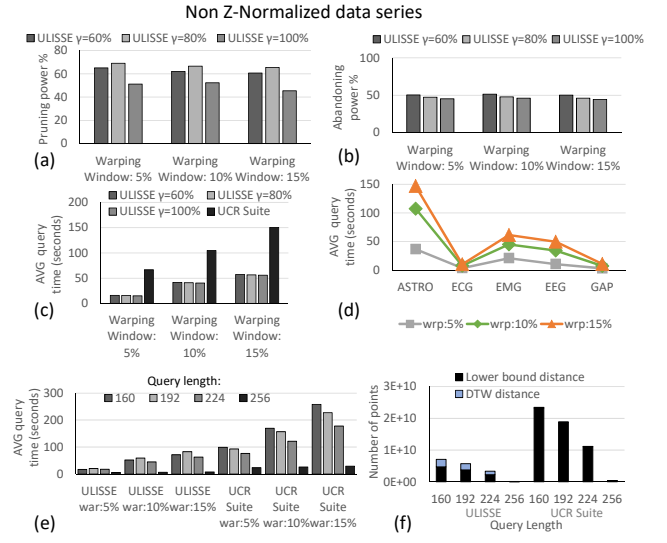 Non Z-Normalized data series
ULISSE γ=60% ULISSE γ=80% ULISSE γ=100%
Pruning power %
80
60
40
20
0
Warping Window: 5%
Warping Window: 10%
Warping Window: 15%
(a)
ULISSE γ=60% ULISSE γ=80% ULISSE γ=100%
Abandoning power %
100
50
0
Warping Window: 5%
Warping Window: 10%
Warping Window: 15%
(b)
ULISSE γ=60% ULISSE γ=80%
ULISSE γ=100% UCR Suite
AVG query time (seconds)
200
150
100
50
0
Warping Window: 5%
Warping Window: 10%
Warping Window: 15%
(c)
AVG query time (seconds)
150
100
50
0
ASTRO ECG EMG EEG GAP
(d)
wrp:5% wrp:10% wrp:15%
Query length:
160 192 224 256
AVG query time (seconds)
300
200
100
0
ULISSE war:5%
ULISSE war:10%
ULISSE war:15%
UCR Suite war:5%
UCR Suite war:10%
UCR Suite war:15%
(e)
Lower bound distance
DTW distance
Number of points
3E+10
2E+10
1E+10
0E+00
160 192 224 256 160 192 224 256
ULISSE UCR Suite
Query Length
(f)